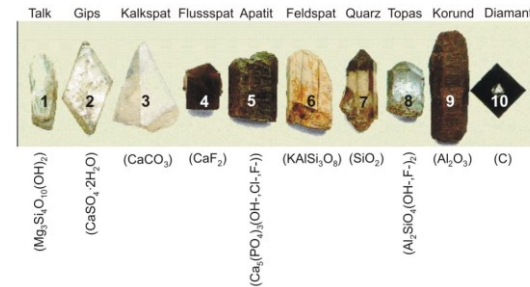 Talk Gips Kalkspat Flussspat Apatit Feldspat Quarz Topas Korund Diamant
1 2 3 4 5 6 7 8 9 10
(Mg₃Si₄O₁₀(OH)₂) (CaSO₄·2H₂O) (CaCO₃) (CaF₂) (Ca₅(PO₄)₃(OH-,Cl-,F-)) (KAlSi₃O₈) (SiO₂) (Al₂SiO₄(OH-,F-)₂) (Al₂O₃) (C)